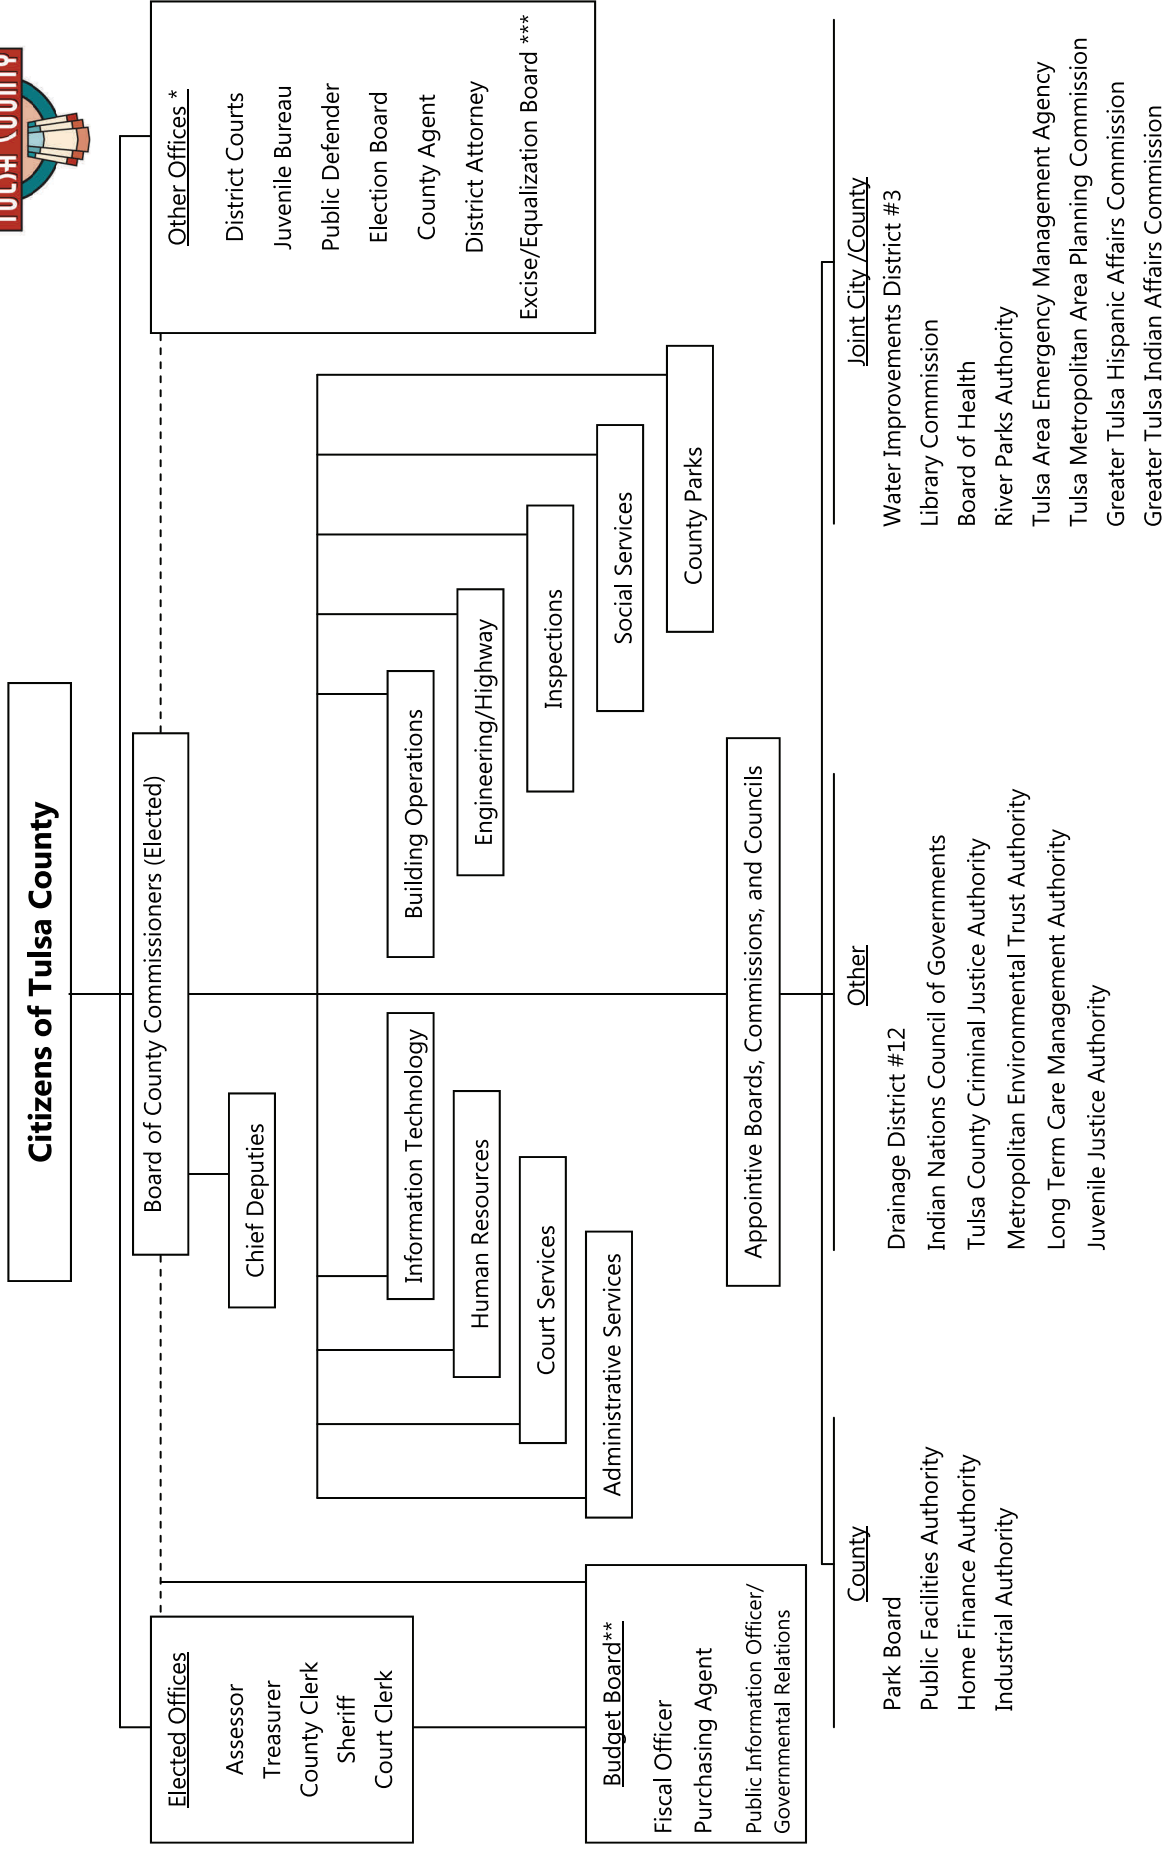 TULSA COUNTY
Citizens of Tulsa County
Board of County Commissioners (Elected)
Chief Deputies
Elected Offices
Assessor
Treasurer
County Clerk
Sheriff
Court Clerk
Other Offices *
District Courts
Juvenile Bureau
Public Defender
Election Board
County Agent
District Attorney
Excise/Equalization Board ***
Information Technology
Human Resources
Court Services
Administrative Services
Building Operations
Engineering/Highway
Inspections
Social Services
County Parks
Budget Board**
Fiscal Officer
Purchasing Agent
Public Information Officer/
Governmental Relations
Appointive Boards, Commissions, and Councils
County
Park Board
Public Facilities Authority
Home Finance Authority
Industrial Authority
Other
Drainage District #12
Indian Nations Council of Governments
Tulsa County Criminal Justice Authority
Metropolitan Environmental Trust Authority
Long Term Care Management Authority
Juvenile Justice Authority
Joint City /County
Water Improvements District #3
Library Commission
Board of Health
River Parks Authority
Tulsa Area Emergency Management Agency
Tulsa Metropolitan Area Planning Commission
Greater Tulsa Hispanic Affairs Commission
Greater Tulsa Indian Affairs Commission